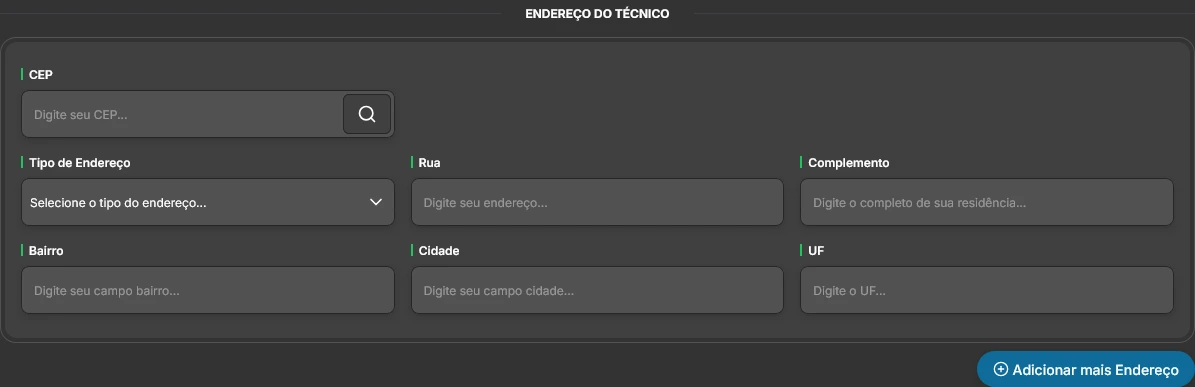 ENDEREÇO DO TÉCNICO
CEP
Digite seu CEP...
Tipo de Endereço
Rua
Complemento
Selecione o tipo do endereço...
Digite seu endereço...
Digite o completo de sua residência...
Bairro
Cidade
UF
Digite seu campo bairro...
Digite seu campo cidade...
Digite o UF...
Adicionar mais Endereço